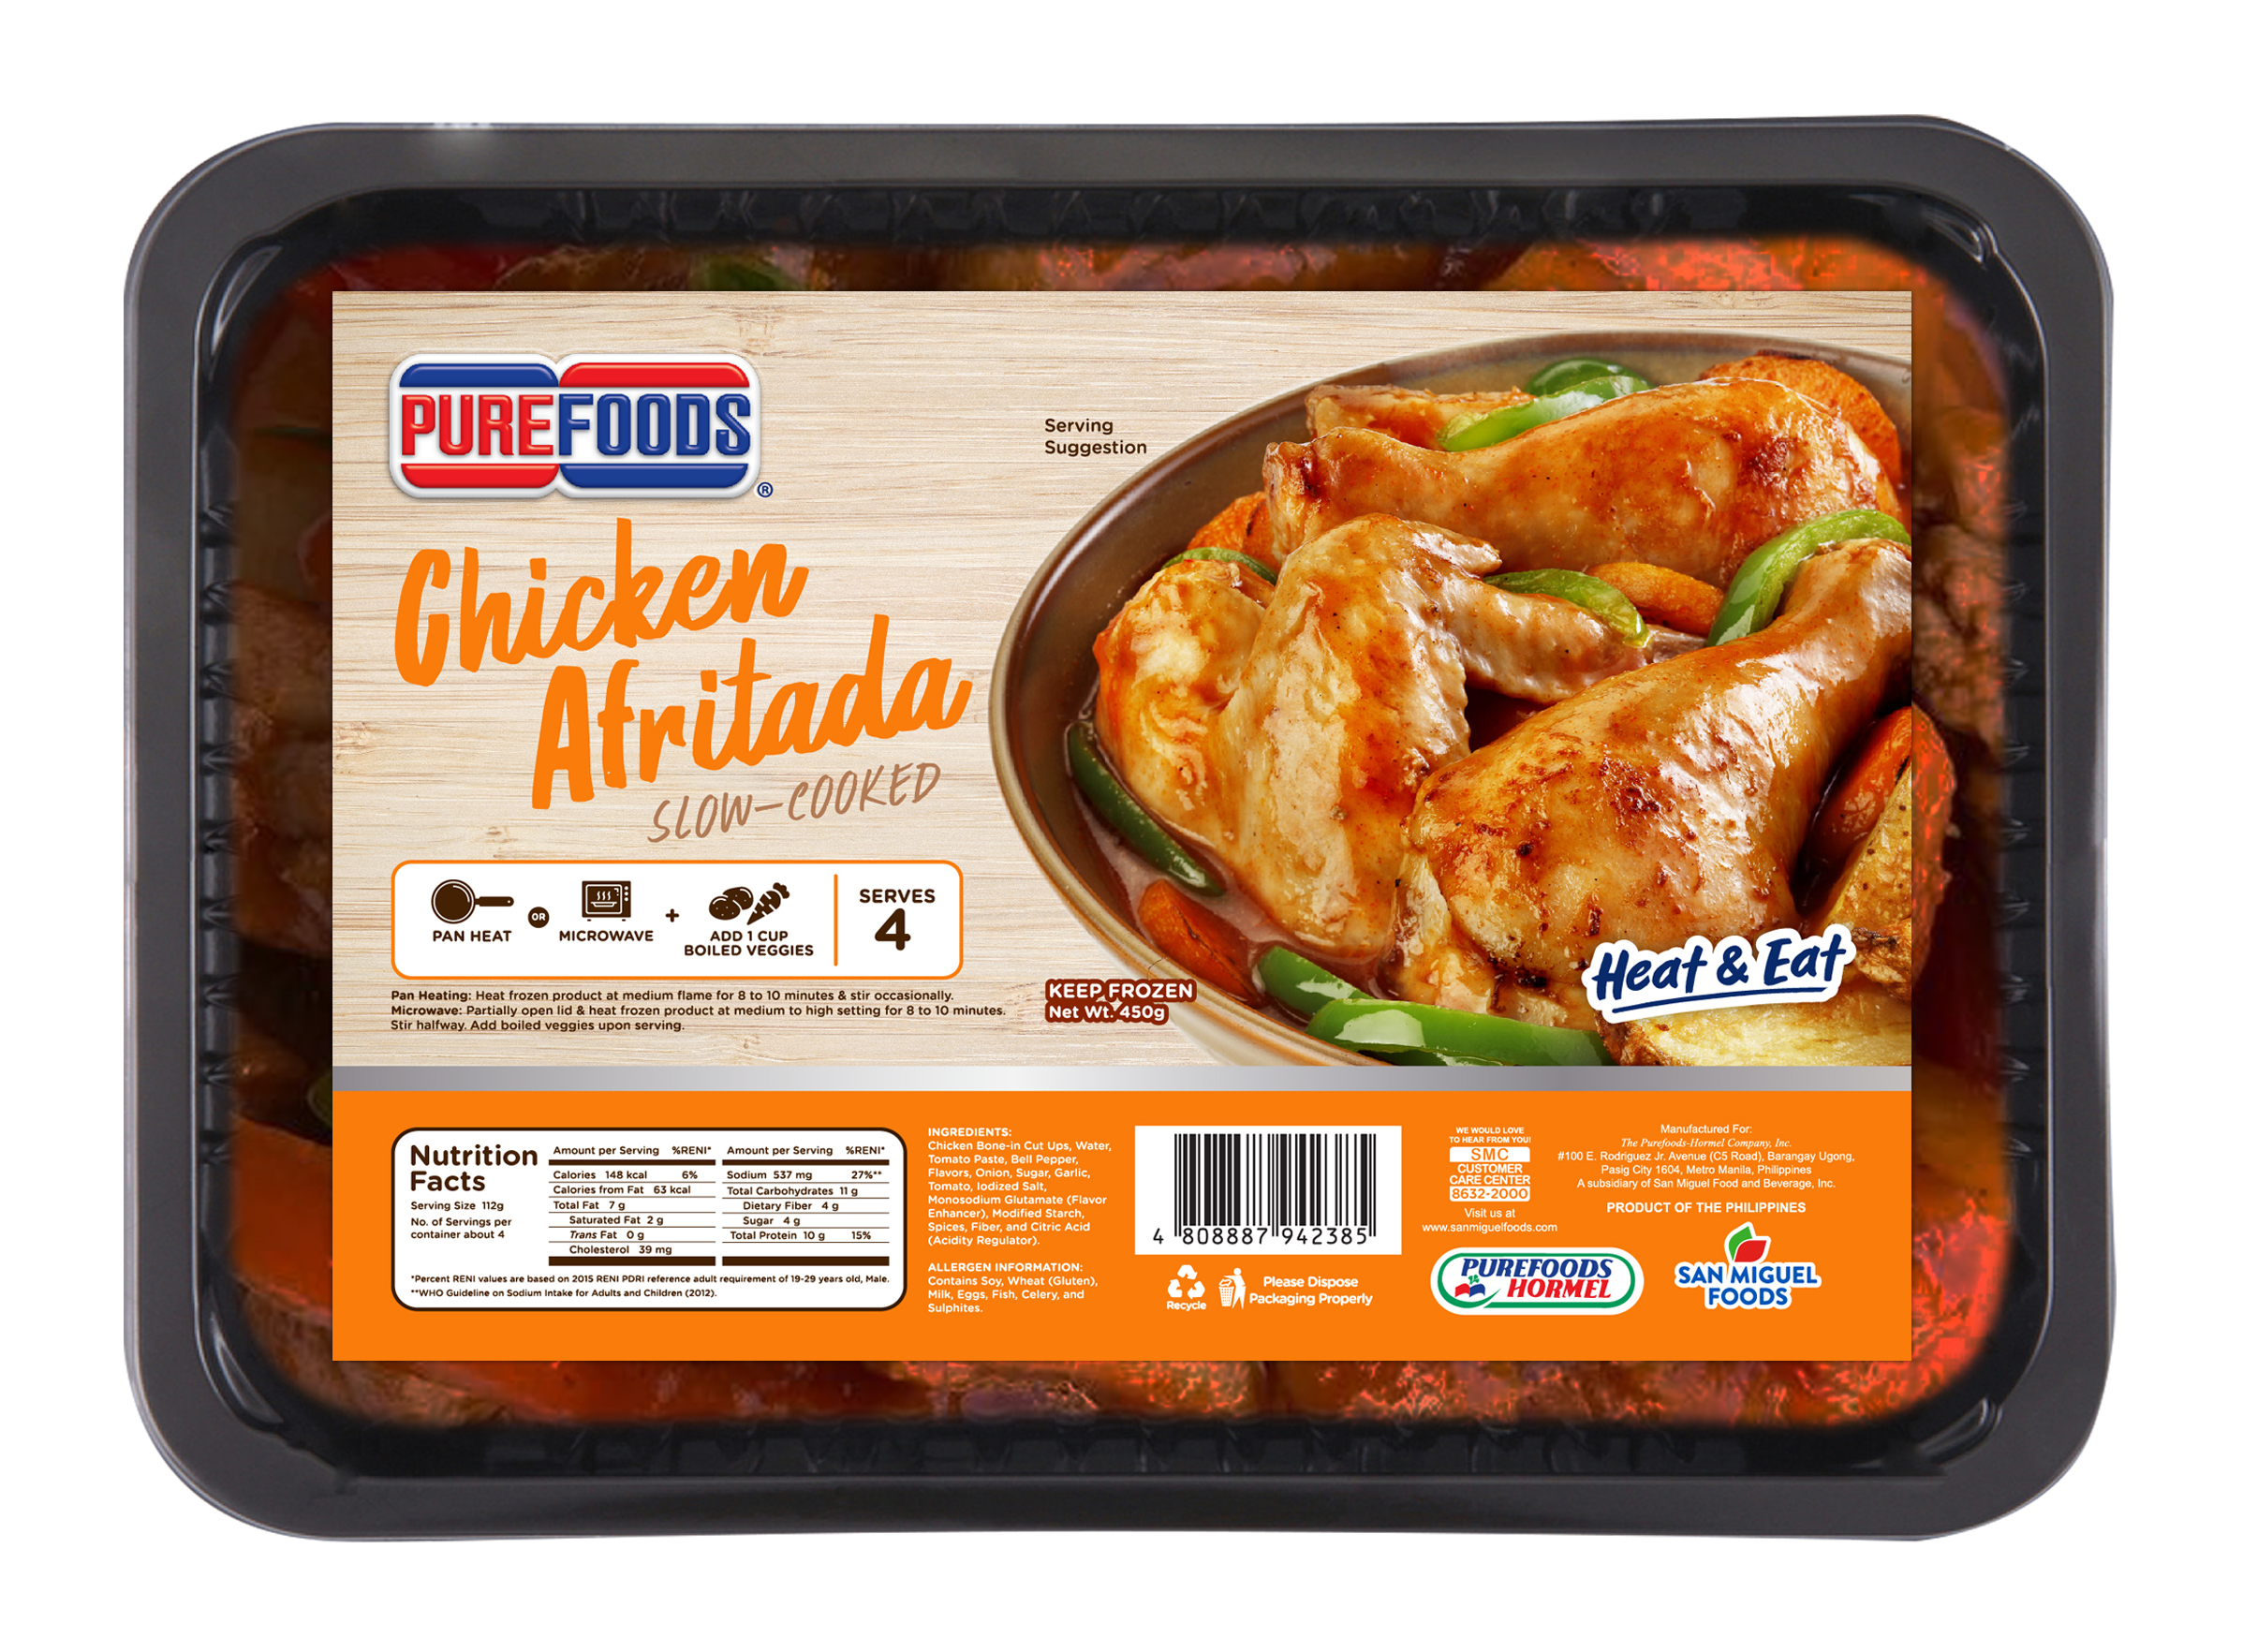 PUREFOODS
®
Chicken
Afritada
SLOW-COOKED
Serving
Suggestion
PAN HEAT
OR
MICROWAVE
+
ADD 1 CUP
BOILED VEGGIES
SERVES
4
Pan Heating: Heat frozen product at medium flame for 8 to 10 minutes & stir occasionally.
Microwave: Partially open lid & heat frozen product at medium to high setting for 8 to 10 minutes.
Stir halfway. Add boiled veggies upon serving.
KEEP FROZEN
Net Wt. 450g
Heat & Eat
Nutrition
Facts
Serving Size 112g
No. of Servings per
container about 4
Amount per Serving %RENI*
Calories 148 kcal 6%
Calories from Fat 63 kcal
Total Fat 7 g
Saturated Fat 2 g
Trans Fat 0 g
Cholesterol 39 mg
Amount per Serving %RENI*
Sodium 537 mg 27%**
Total Carbohydrates 11 g
Dietary Fiber 4 g
Sugar 4 g
Total Protein 10 g 15%
*Percent RENI values are based on 2015 RENI PDRI reference adult requirement of 19-29 years old, Male.
**WHO Guideline on Sodium Intake for Adults and Children (2012).
INGREDIENTS:
Chicken Bone-in Cut Ups, Water,
Tomato Paste, Bell Pepper,
Flavors, Onion, Sugar, Garlic,
Tomato, Iodized Salt,
Monosodium Glutamate (Flavor
Enhancer), Modified Starch,
Spices, Fiber, and Citric Acid
(Acidity Regulator).
ALLERGEN INFORMATION:
Contains Soy, Wheat (Gluten),
Milk, Eggs, Fish, Celery, and
Sulphites.
4 808887 942385
Recycle
Please Dispose
Packaging Properly
WE WOULD LOVE
TO HEAR FROM YOU!
SMC
CUSTOMER
CARE CENTER
8632-2000
Visit us at
www.sanmiguelfoods.com
Manufactured For:
The Purefoods-Hormel Company, Inc.
#100 E. Rodriguez Jr. Avenue (C5 Road), Barangay Ugong,
Pasig City 1604, Metro Manila, Philippines
A subsidiary of San Miguel Food and Beverage, Inc.
PRODUCT OF THE PHILIPPINES
PUREFOODS
HORMEL
SAN MIGUEL
FOODS